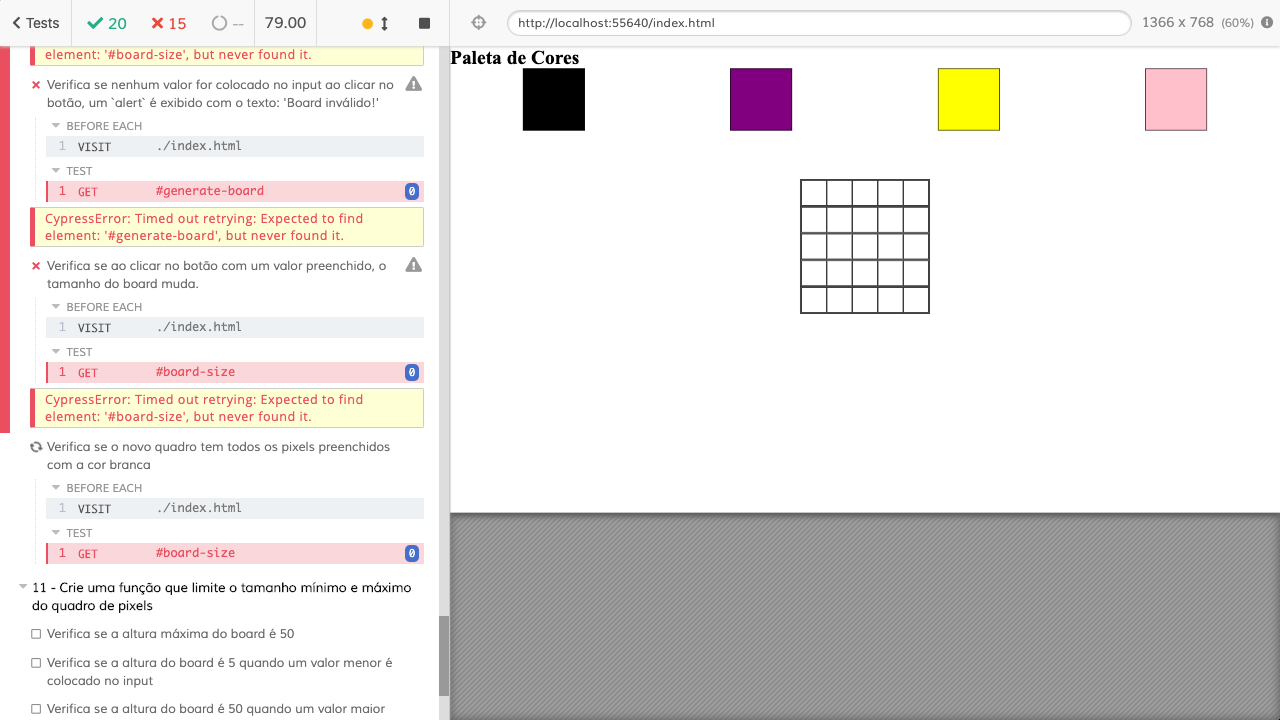 Tests
20
15
--
79.00
http://localhost:55640/index.html
1366 x 768 (60%)
element: '#board-size', but never found it.
Verifica se nenhum valor for colocado no input ao clicar no
botão, um `alert` é exibido com o texto: 'Board inválido!'
BEFORE EACH
1 VISIT ./index.html
TEST
1 GET #generate-board 0
CypressError: Timed out retrying: Expected to find
element: '#generate-board', but never found it.
Verifica se ao clicar no botão com um valor preenchido, o
tamanho do board muda.
BEFORE EACH
1 VISIT ./index.html
TEST
1 GET #board-size 0
CypressError: Timed out retrying: Expected to find
element: '#board-size', but never found it.
Verifica se o novo quadro tem todos os pixels preenchidos
com a cor branca
BEFORE EACH
1 VISIT ./index.html
TEST
1 GET #board-size 0
11 - Crie uma função que limite o tamanho mínimo e máximo
do quadro de pixels
Verifica se a altura máxima do board é 50
Verifica se a altura do board é 5 quando um valor menor é
colocado no input
Verifica se a altura do board é 50 quando um valor maior
Paleta de Cores